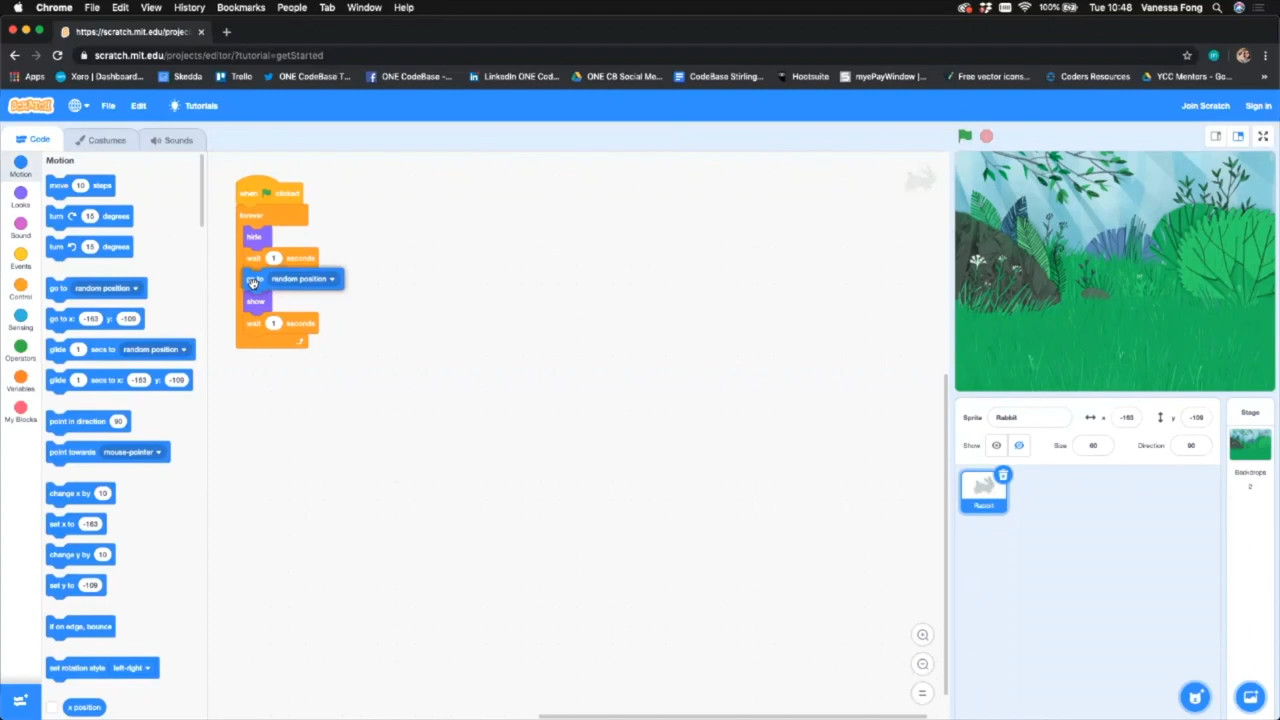 Chrome File Edit View History Bookmarks People Tab Window Help 100% Tue 10:48 Vanessa Fong
https://scratch.mit.edu/projec
scratch.mit.edu/projects/editor/?tutorial=getStarted
Apps Xero | Dashboard... Skedda Trello ONE CodeBase T... ONE CodeBase -... LinkedIn ONE Cod... ONE CB Social Me... CodeBase Stirling... Hootsuite myePayWindow |... Free vector icons... Coders Resources YCC Mentors - Go... »
SCRATCH File Edit Tutorials Join Scratch Sign in
Code Costumes Sounds
Motion
Looks
Sound
Events
Control
Sensing
Operators
Variables
My Blocks
Motion
move 10 steps
turn 15 degrees
turn 15 degrees
go to random position
go to x: -163 y: -109
glide 1 secs to random position
glide 1 secs to x: -163 y: -109
point in direction 90
point towards mouse-pointer
change x by 10
set x to -163
change y by 10
set y to -109
if on edge, bounce
set rotation style left-right
x position
when clicked
forever
hide
wait 1 seconds
go to random position
show
wait 1 seconds
Sprite Rabbit x -163 y -109
Show Size 60 Direction 90
Rabbit
Stage
Backdrops
2